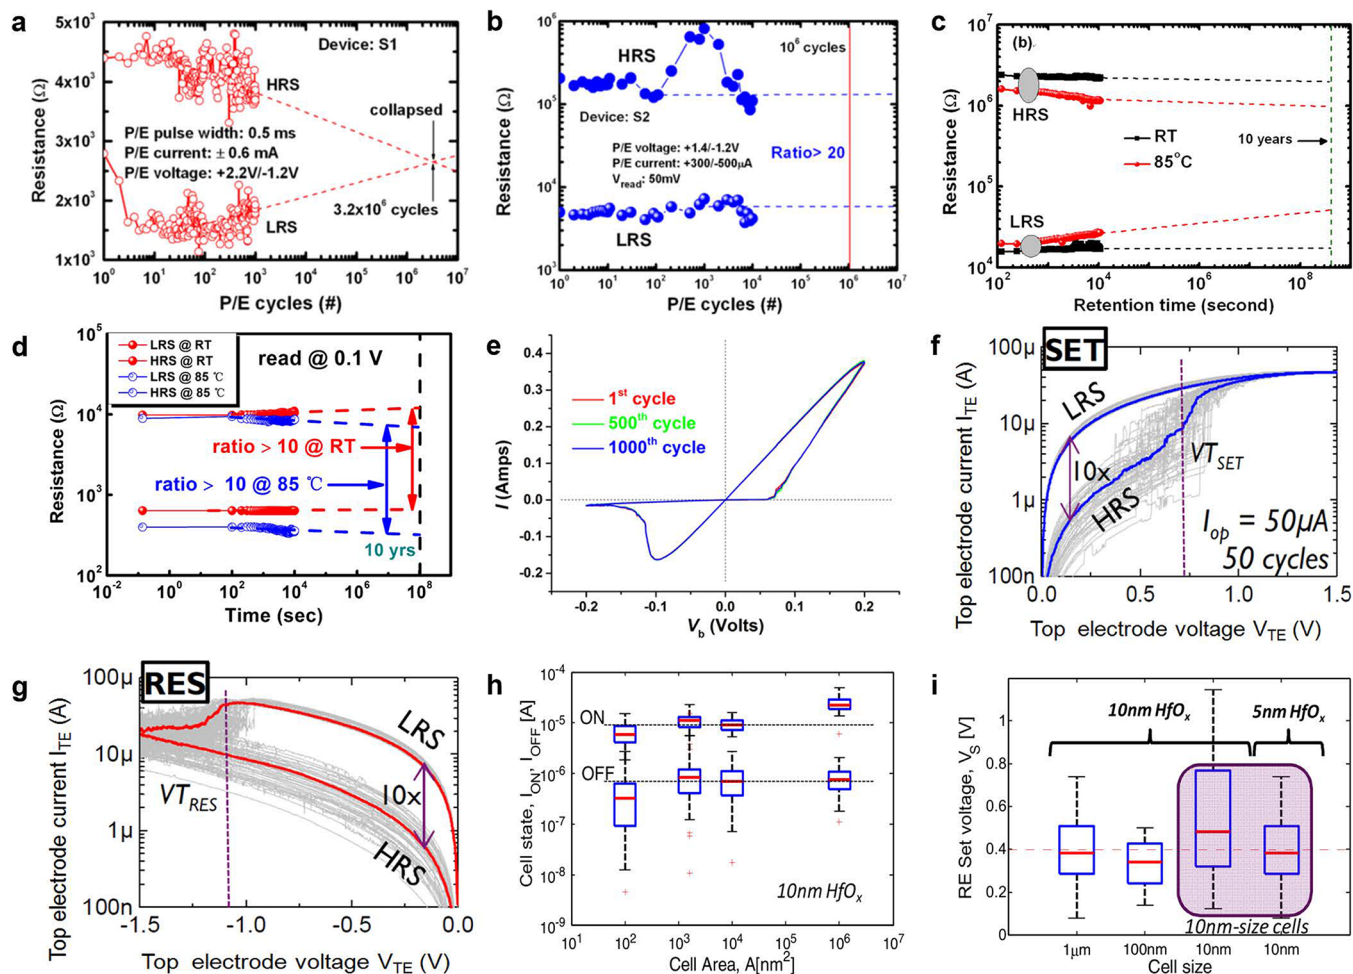 a
5x10³
4x10³
3x10³
2x10³
1x10³
Resistance (Ω)
Device: S1
HRS
collapsed
P/E pulse width: 0.5 ms
P/E current: ± 0.6 mA
P/E voltage: +2.2V/-1.2V
3.2x10⁶ cycles
LRS
10⁰ 10¹ 10² 10³ 10⁴ 10⁵ 10⁶ 10⁷
P/E cycles (#)
b
10⁶
10⁵
10⁴
10³
Resistance (Ω)
HRS
10⁶ cycles
Device: S2
P/E voltage: +1.4/-1.2V
P/E current: +300/-500μA
V_read: 50mV
Ratio> 20
LRS
10⁰ 10¹ 10² 10³ 10⁴ 10⁵ 10⁶ 10⁷
P/E cycles (#)
c
10⁷
10⁶
10⁵
10⁴
Resistance (Ω)
(b).
HRS
RT
85°C
10 years
LRS
10² 10⁴ 10⁶ 10⁸
Retention time (second)
d
10⁵
10⁴
10³
10²
Resistance (Ω)
LRS @ RT
HRS @ RT
LRS @ 85 ℃
HRS @ 85 ℃
read @ 0.1 V
ratio > 10 @ RT
ratio > 10 @ 85 ℃
10 yrs
10⁻² 10⁰ 10² 10⁴ 10⁶ 10⁸
Time (sec)
e
0.4
0.3
0.2
0.1
0.0
-0.1
-0.2
I (Amps)
1st cycle
500th cycle
1000th cycle
-0.2 -0.1 0.0 0.1 0.2
V_b (Volts)
f
SET
100μ
10μ
1μ
100n
Top electrode current I_TE (A)
LRS
10x
HRS
VT_SET
I_op = 50μA
50 cycles
0.0 0.5 1.0 1.5
Top electrode voltage V_TE (V)
g
RES
100μ
10μ
1μ
100n
Top electrode current I_TE (A)
LRS
10x
VT_RES
HRS
-1.5 -1.0 -0.5 0.0
Top electrode voltage V_TE (V)
h
10⁻⁴
10⁻⁵
10⁻⁶
10⁻⁷
10⁻⁸
10⁻⁹
Cell state, I_ON, I_OFF [A]
ON
OFF
10nm HfOₓ
10¹ 10² 10³ 10⁴ 10⁵ 10⁶ 10⁷
Cell Area, A[nm²]
i
1
0.8
0.6
0.4
0.2
0
RE Set voltage, V_S [V]
10nm HfOₓ
5nm HfOₓ
10nm-size cells
1μm 100nm 10nm 10nm
Cell size